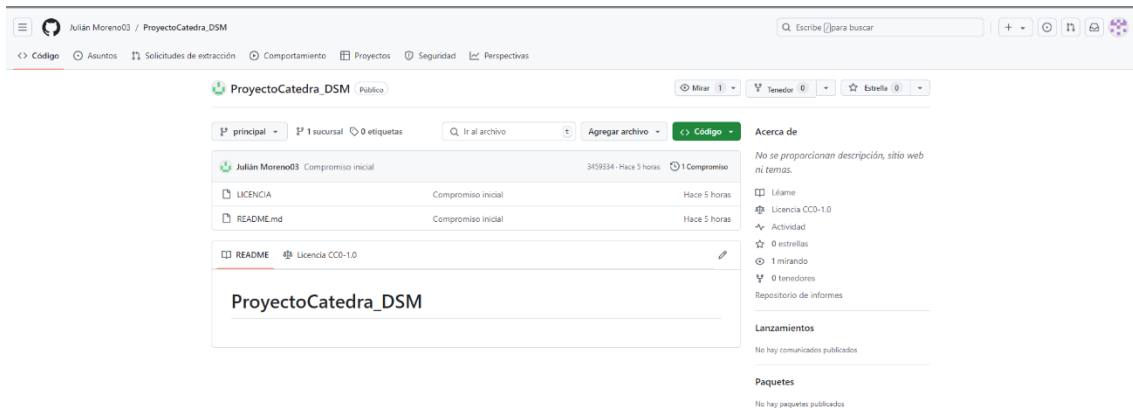 Julián Moreno03 / ProyectoCatedra_DSM
Escribe / para buscar
Código Asuntos Solicitudes de extracción Comportamiento Proyectos Seguridad Perspectivas
ProyectoCatedra_DSM Público
Mirar 1 Tenedor 0 Estrella 0
principal 1 sucursal 0 etiquetas Ir al archivo t Agregar archivo Código
Julián Moreno03 Compromiso inicial 3459334 · Hace 5 horas 1 Compromiso
LICENCIA Compromiso inicial Hace 5 horas
README.md Compromiso inicial Hace 5 horas
README Licencia CC0-1.0
ProyectoCatedra_DSM
Acerca de
No se proporcionan descripción, sitio web
ni temas.
Léame
Licencia CC0-1.0
Actividad
0 estrellas
1 mirando
0 tenedores
Repositorio de informes
Lanzamientos
No hay comunicados publicados
Paquetes
No hay paquetes publicados